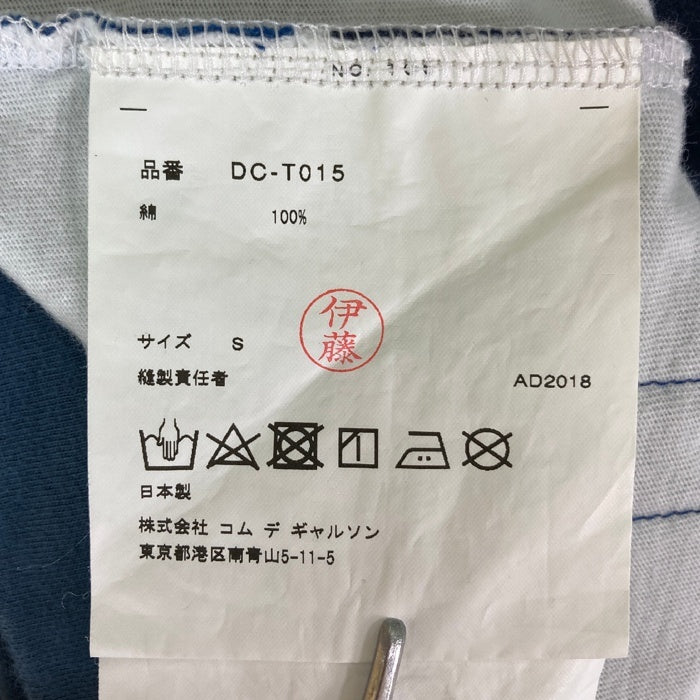 品番 DC-T015
綿 100%
伊藤
サイズ S
縫製責任者 AD2018
日本製
株式会社 コム デ ギャルソン
東京都港区南青山5-11-5